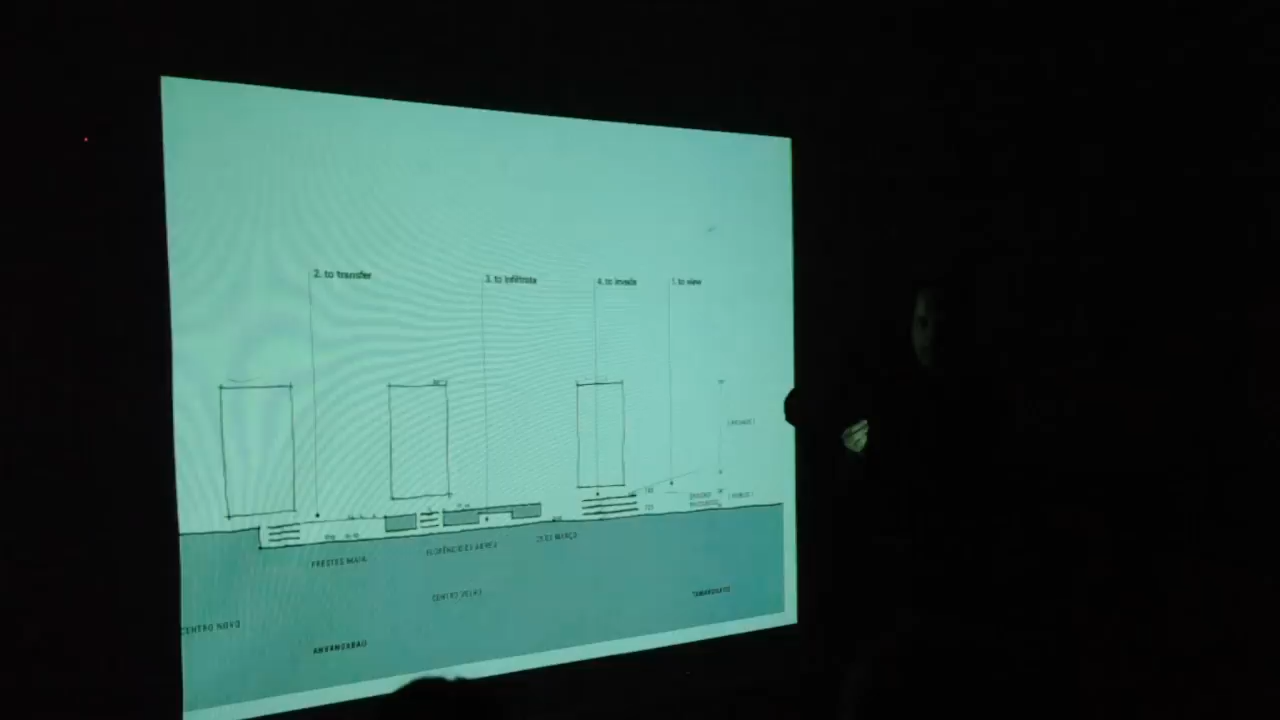 2. to transfer
3. to infiltrate
4. to invade
1. to view
PRESTES MAIA
FLORÊNCIO DE ABREU
25 DE MARÇO
CENTRO VELHO
TAMANDUATEÍ
CENTRO NOVO
ANHANGABAÚ